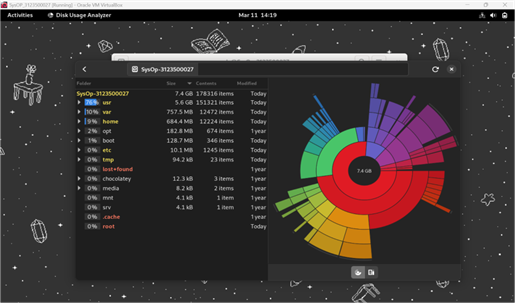 SysOp-3123500027 [Running] - Oracle VM VirtualBox
Activities Disk Usage Analyzer Mar 11 14:19
SysOp-3123500027
Folder Size Contents Modified
SysOp-3123500027 7.4 GB 178316 items Today
76% usr 5.6 GB 151321 items Today
10% var 757.5 MB 12472 items Today
9% home 684.4 MB 12224 items Today
2% opt 182.8 MB 674 items 1 year
1% boot 128.7 MB 346 items Today
0% etc 10.1 MB 1245 items Today
0% tmp 94.2 kB 23 items Today
0% lost+found 1 year
0% chocolatey 12.3 kB 3 items Today
0% media 8.2 kB 2 items 1 year
0% mnt 4.1 kB 1 item 1 year
0% srv 4.1 kB 1 item 1 year
0% .cache 1 year
0% root Today
7.4 GB